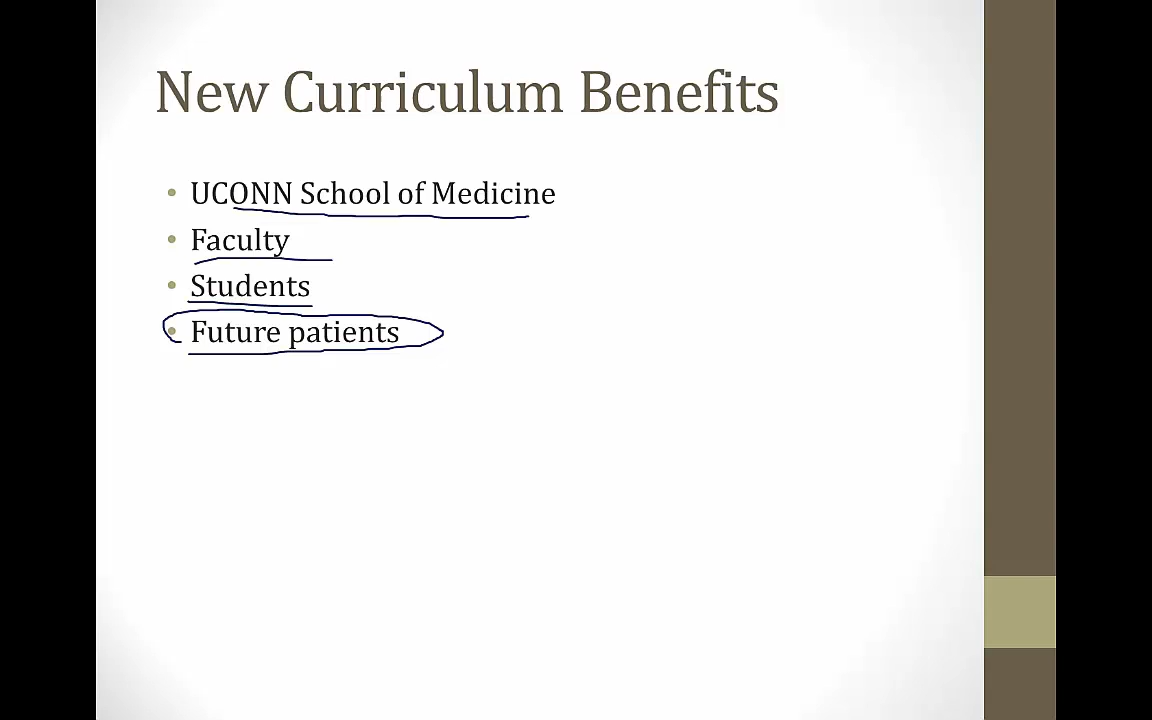 New Curriculum Benefits
• UCONN School of Medicine
• Faculty
• Students
• Future patients